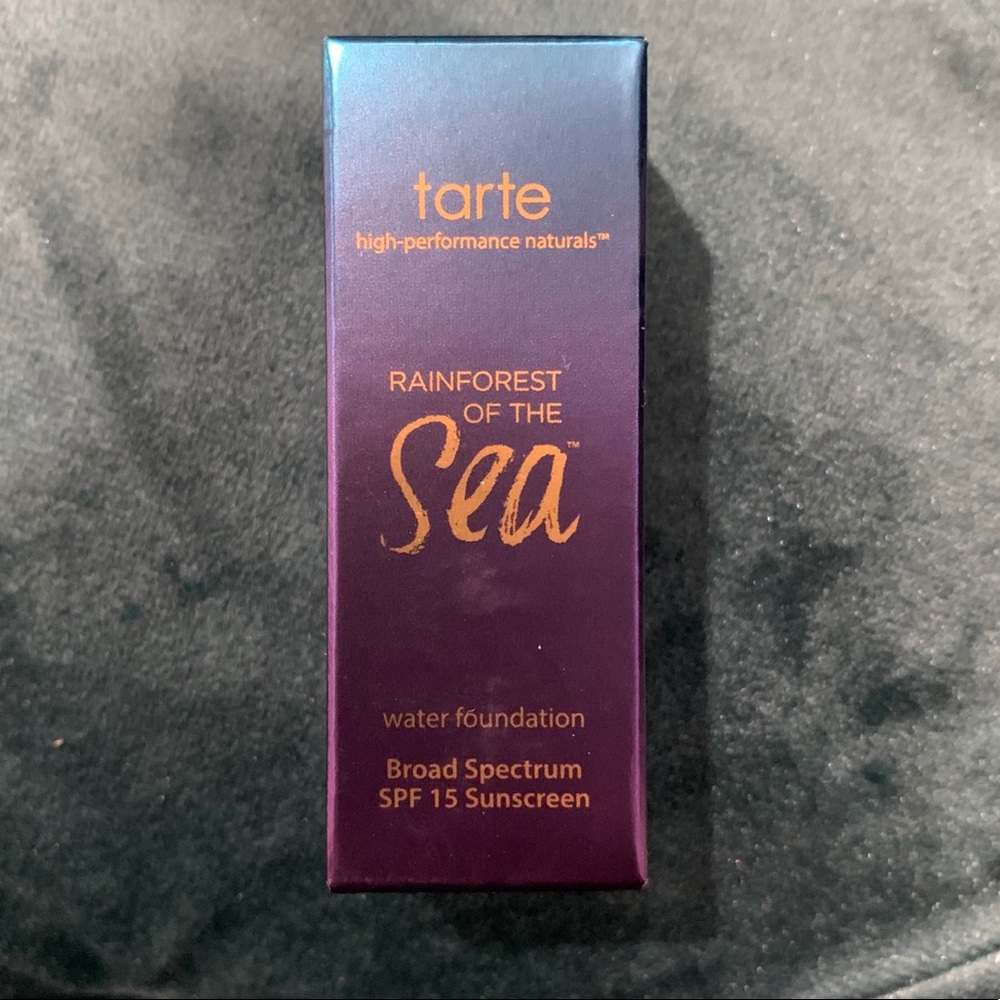 tarte
high-performance naturals™
RAINFOREST
OF THE
Sea™
water foundation
Broad Spectrum
SPF 15 Sunscreen